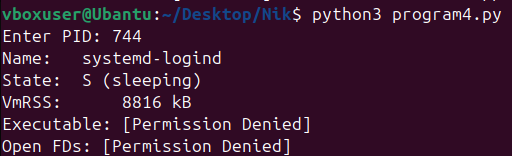 vboxuser@Ubantu:~/Desktop/Nik$ python3 program4.py
Enter PID: 744
Name:   systemd-logind
State:  S (sleeping)
VmRSS:      8816 kB
Executable: [Permission Denied]
Open FDs: [Permission Denied]